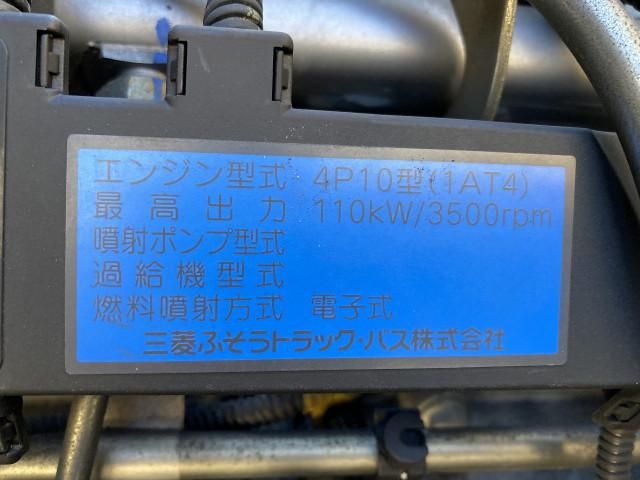 エンジン型式 4P10型(1AT4)
最高出力 110kW/3500rpm
噴射ポンプ型式
過給機型式
燃料噴射方式 電子式
三菱ふそうトラック・バス株式会社